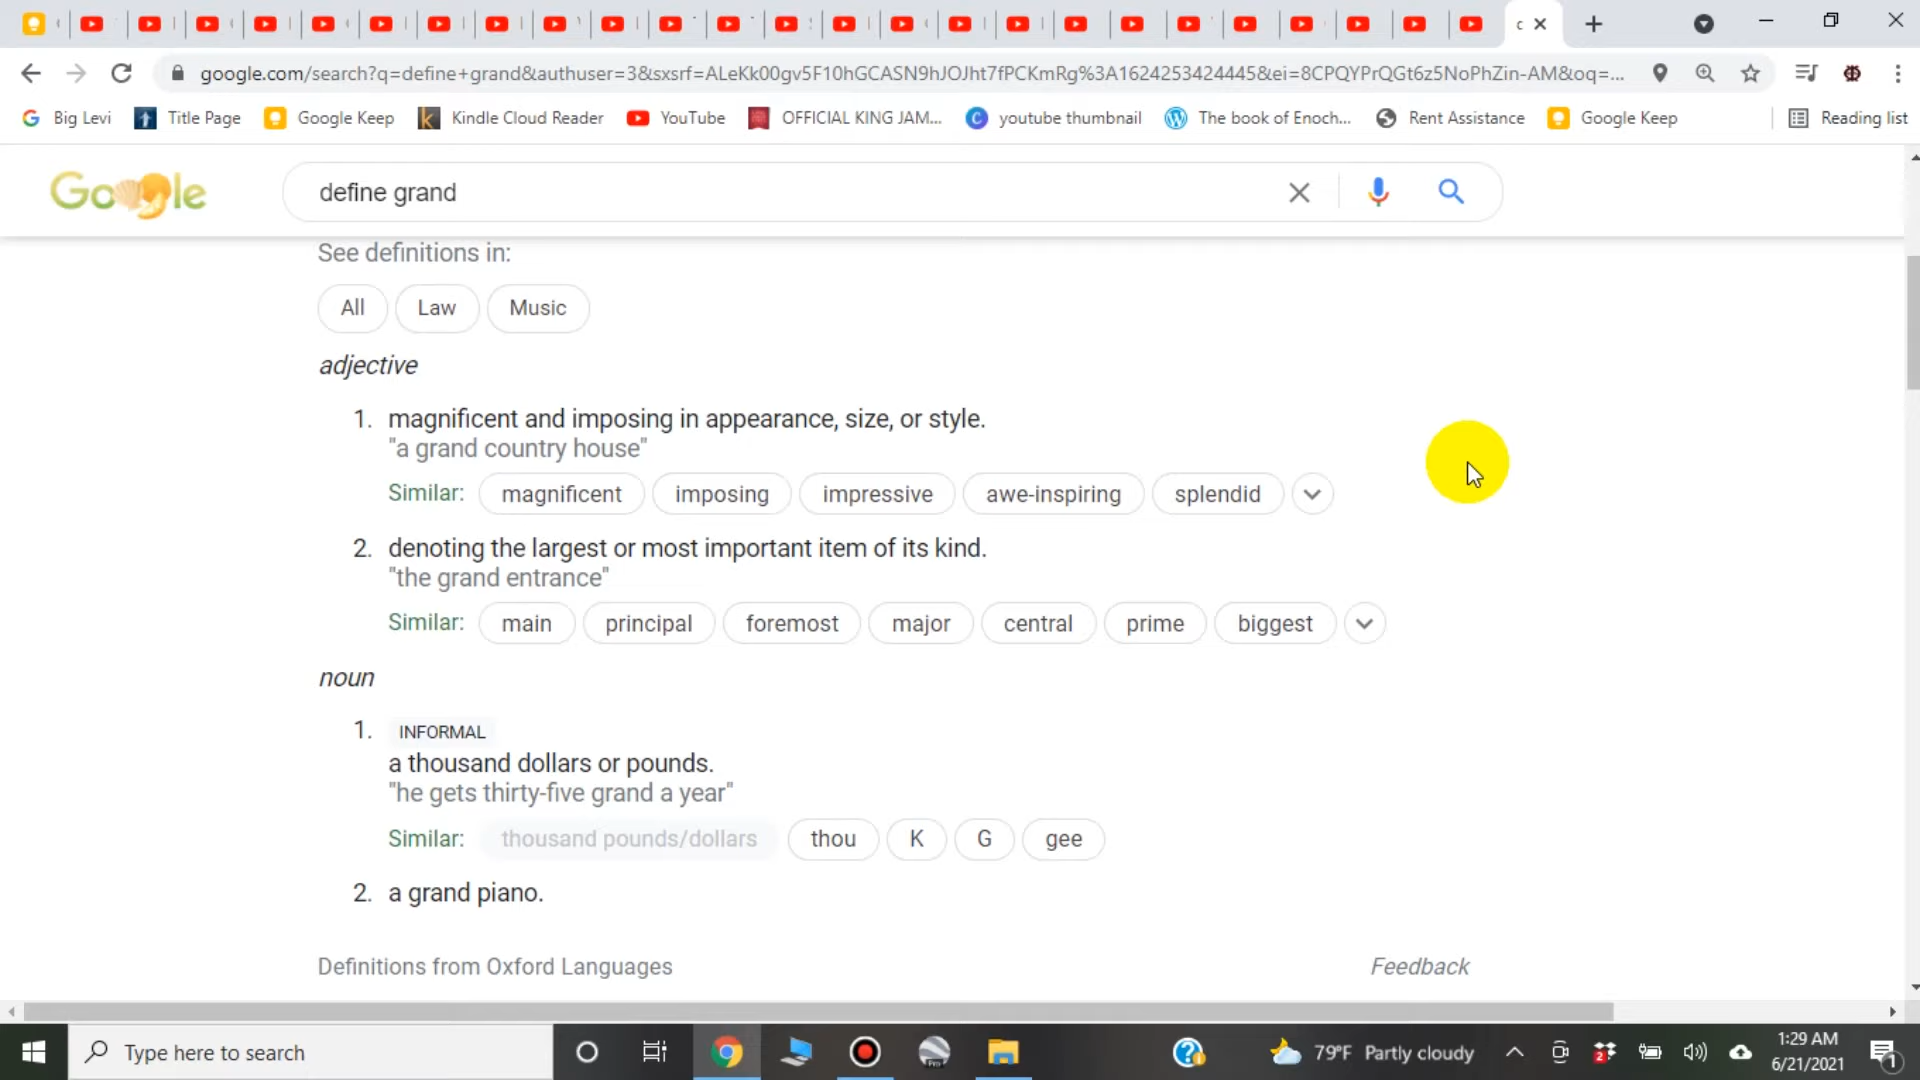 google.com/search?q=define+grand&authuser=3&sxsrf=ALeKk00gv5F10hGCASN9hJOJht7fPCKmRg%3A1624253424445&ei=8CPQYPrQGt6z5NoPhZin-AM&oq=...
Big Levi Title Page Google Keep Kindle Cloud Reader YouTube OFFICIAL KING JAM... youtube thumbnail The book of Enoch... Rent Assistance Google Keep Reading list
Google define grand
See definitions in:
All Law Music
adjective
1. magnificent and imposing in appearance, size, or style.
"a grand country house"
Similar: magnificent imposing impressive awe-inspiring splendid
2. denoting the largest or most important item of its kind.
"the grand entrance"
Similar: main principal foremost major central prime biggest
noun
1. INFORMAL
a thousand dollars or pounds.
"he gets thirty-five grand a year"
Similar: thousand pounds/dollars thou K G gee
2. a grand piano.
Definitions from Oxford Languages Feedback
Type here to search 79°F Partly cloudy 1:29 AM
6/21/2021